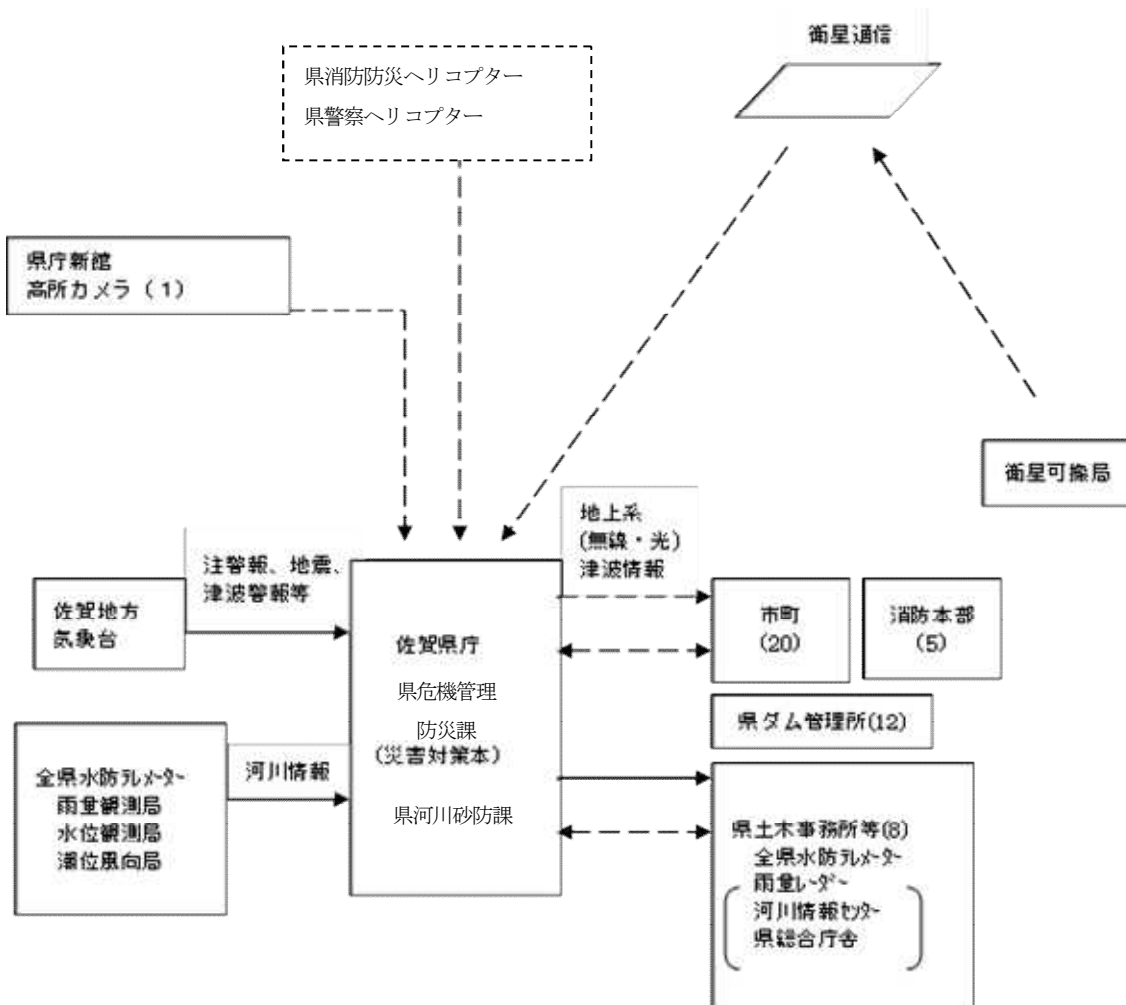 衛星通信
県消防防災ヘリコプター
県警察ヘリコプター
県庁新館
高所カメラ（１）
衛星可搬局
地上系
(無線・光)
津波情報
注警報、地震、
津波警報等
佐賀地方
気象台
市町
(20)
消防本部
(5)
佐賀県庁
県危機管理
防災課
(災害対策本)
県河川砂防課
県ダム管理所(12)
河川情報
全県水防ﾃﾚﾒｰﾀｰ
雨量観測局
水位観測局
潮位風向局
県土木事務所等(8)
全県水防ﾃﾚﾒｰﾀｰ
雨量ﾚｰﾀﾞｰ
河川情報ｾﾝﾀｰ
県総合庁舎